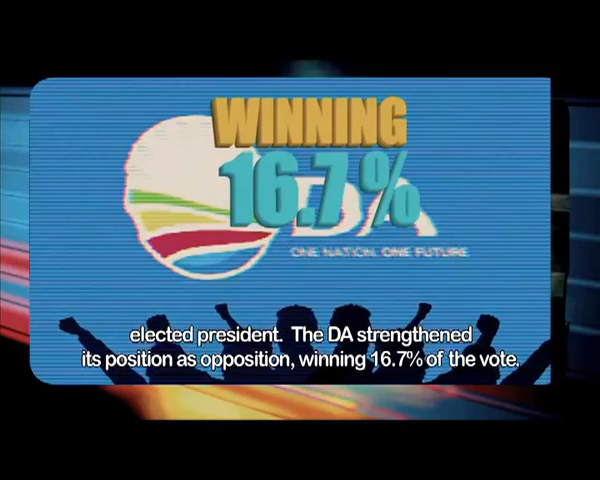 WINNING
16.7%
DA
ONE NATION. ONE FUTURE
elected president. The DA strengthened
its position as opposition, winning 16.7% of the vote.